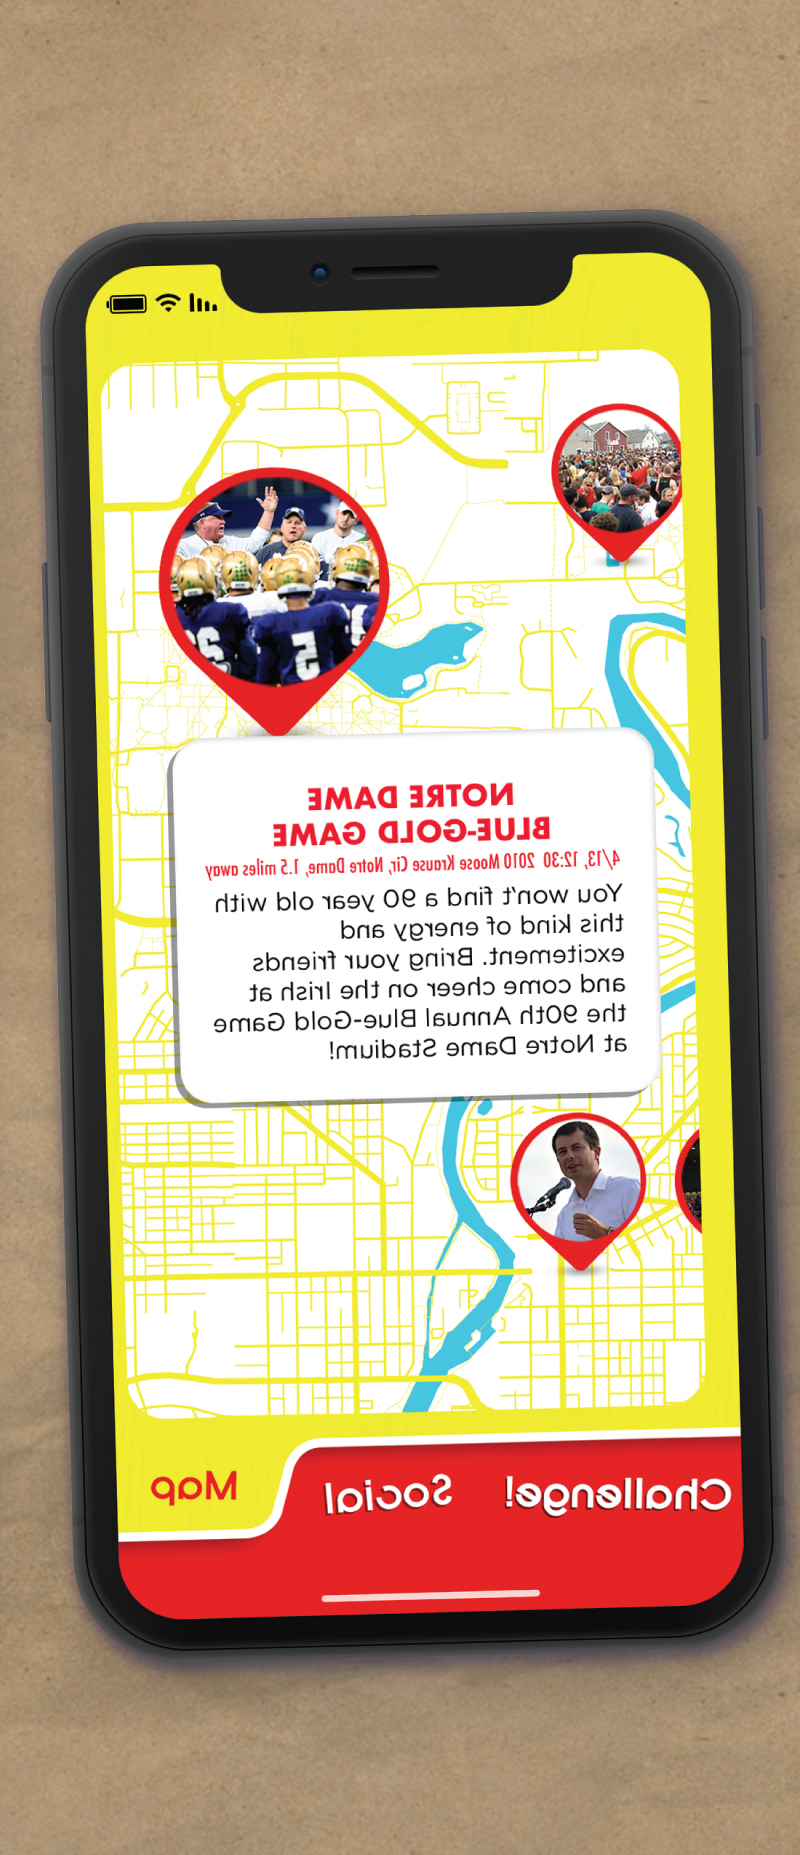 NOTRE DAME
BLUE-GOLD GAME
4/13, 12:30  2010 Moose Krause Cir, Notre Dame, 1.5 miles away
You won't find a 90 year old with
this kind of energy and
excitement. Bring your friends
and come cheer on the Irish at
the 90th Annual Blue-Gold Game
at Notre Dame Stadium!
Challenge! Social Map